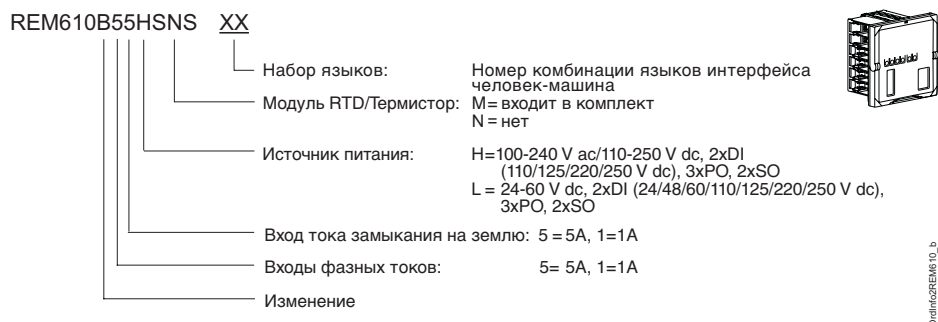 REM610B55HSNS XX
Набор языков: Номер комбинации языков интерфейса
человек-машина
Модуль RTD/Термистор: M= входит в комплект
N = нет
Источник питания: H=100-240 V ac/110-250 V dc, 2xDI
(110/125/220/250 V dc), 3xPO, 2xSO
L = 24-60 V dc, 2xDI (24/48/60/110/125/220/250 V dc),
3xPO, 2xSO
Вход тока замыкания на землю: 5 = 5A, 1=1A
Входы фазных токов: 5= 5A, 1=1A
Изменение
OrdInfo2REM610_b